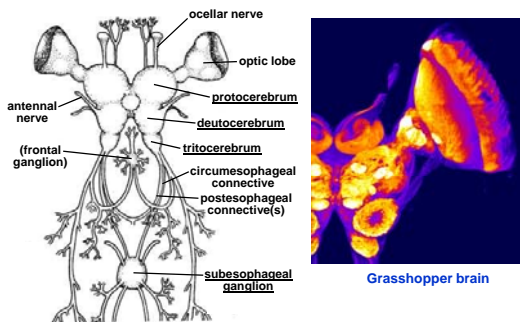 ocellar nerve
optic lobe
protocerebrum
antennal
nerve
deutocerebrum
(frontal
ganglion)
tritocerebrum
circumesophageal
connective
postesophageal
connective(s)
subesophageal
ganglion
Grasshopper brain